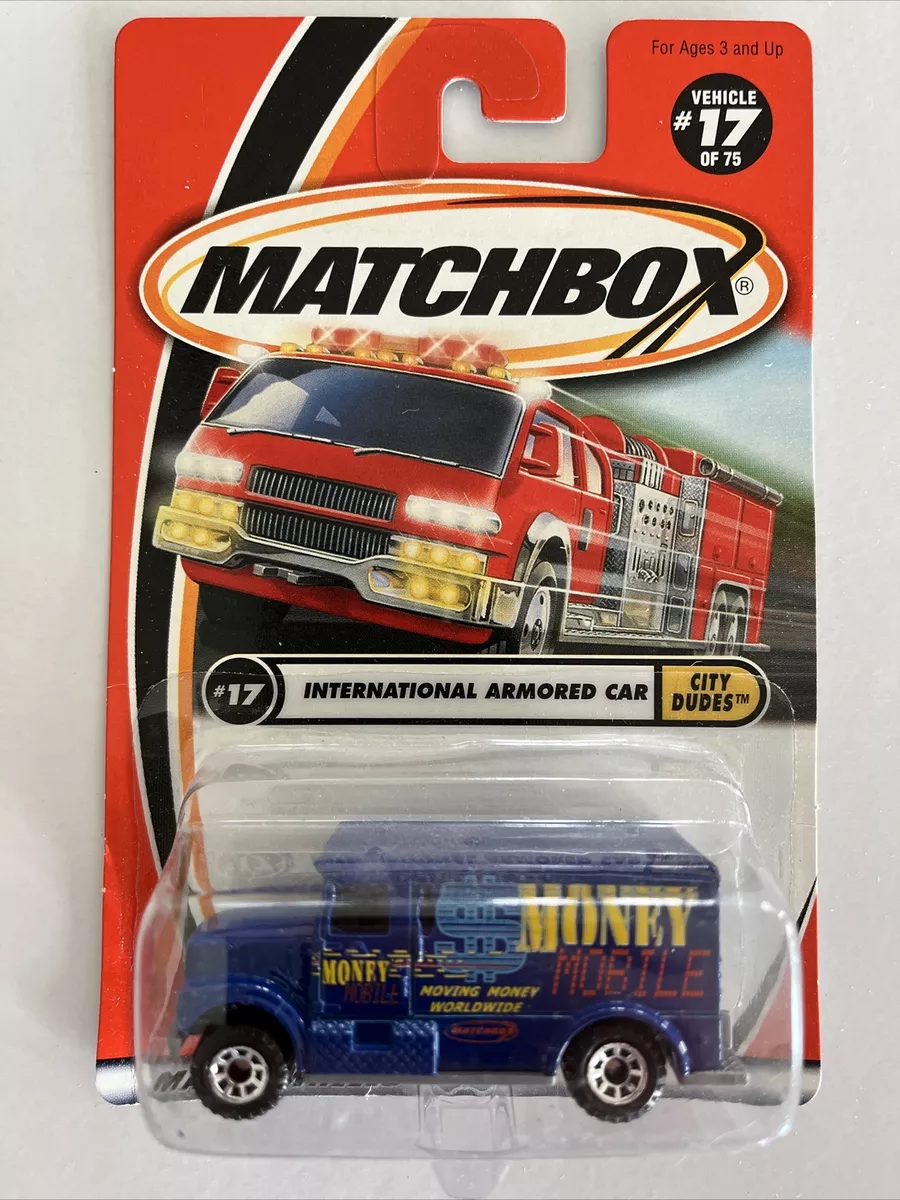 For Ages 3 and Up
VEHICLE
#17
OF 75
MATCHBOX®
#17
INTERNATIONAL ARMORED CAR
CITY
DUDES™
MONEY
MOBILE
MONEY
MOBILE
MOVING MONEY
WORLDWIDE
MATCHBOX